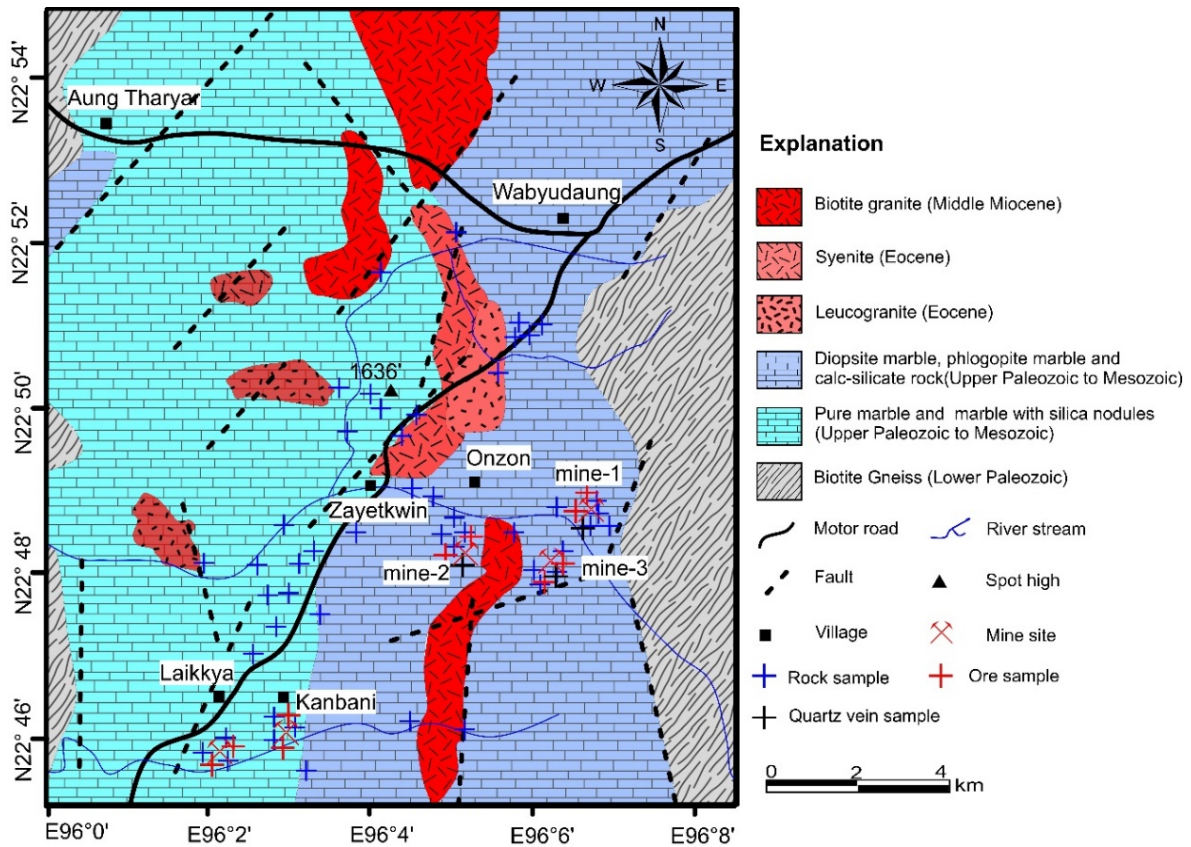 N
W
E
S
N22° 54'
N22° 52'
N22° 50'
N22° 48'
N22° 46'
Aung Tharyar
Wabyudaung
1636'
Onzon
mine-1
Zayetkwin
mine-2
mine-3
Laikkya
Kanbani
E96°0'
E96°2'
E96°4'
E96°6'
E96°8'
Explanation
Biotite granite (Middle Miocene)
Syenite (Eocene)
Leucogranite (Eocene)
Diopsite marble, phlogopite marble and
calc-silicate rock(Upper Paleozoic to Mesozoic)
Pure marble and marble with silica nodules
(Upper Paleozoic to Mesozoic)
Biotite Gneiss (Lower Paleozoic)
Motor road
River stream
Fault
Spot high
Village
Mine site
Rock sample
Ore sample
Quartz vein sample
0 2 4
km